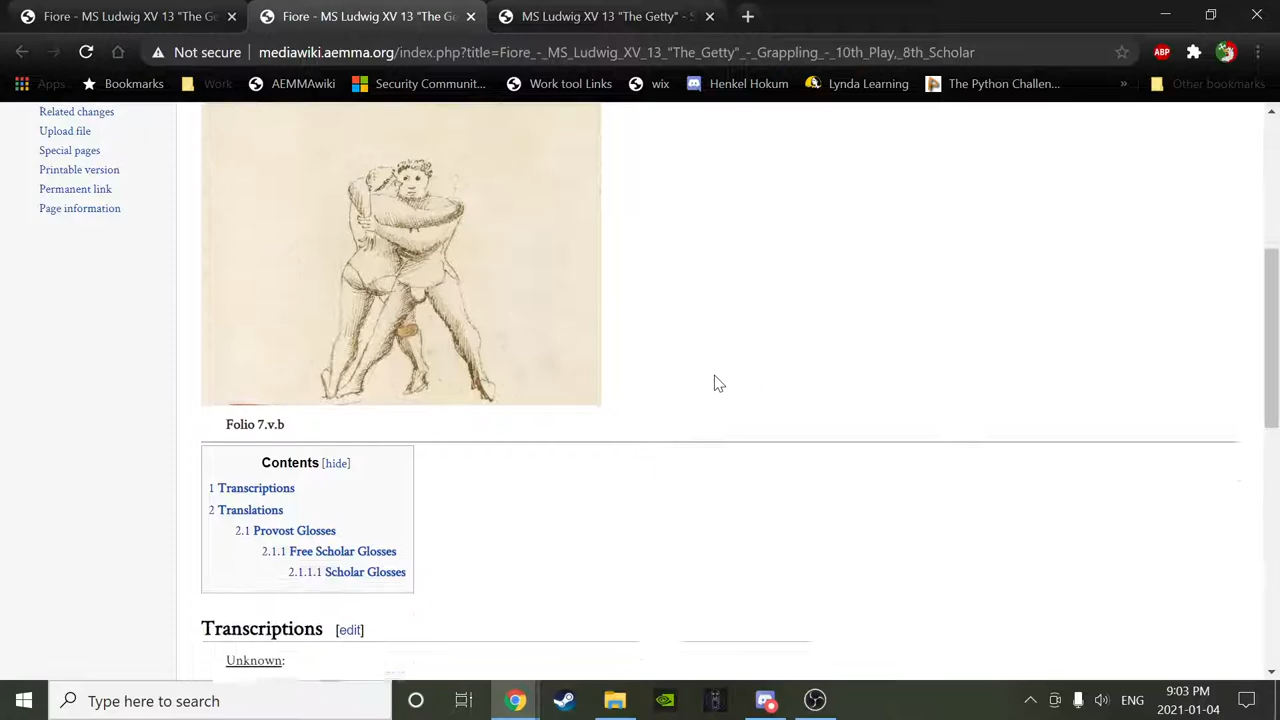 Fiore - MS Ludwig XV 13 "The Ge
Fiore - MS Ludwig XV 13 "The Ge
MS Ludwig XV 13 "The Getty" - S
Not secure
mediawiki.aemma.org/index.php?title=Fiore_-_MS_Ludwig_XV_13_"The_Getty"_-_Grappling_-_10th_Play,_8th_Scholar
ABP
Apps
Bookmarks
Work
AEMMAwiki
Security Communit...
Work tool Links
wix
Henkel Hokum
Lynda Learning
The Python Challen...
»
Other bookmarks
Related changes
Upload file
Special pages
Printable version
Permanent link
Page information
Folio 7.v.b
Contents [hide]
1 Transcriptions
2 Translations
2.1 Provost Glosses
2.1.1 Free Scholar Glosses
2.1.1.1 Scholar Glosses
Transcriptions [edit]
Unknown:
Type here to search
ENG
9:03 PM
2021-01-04